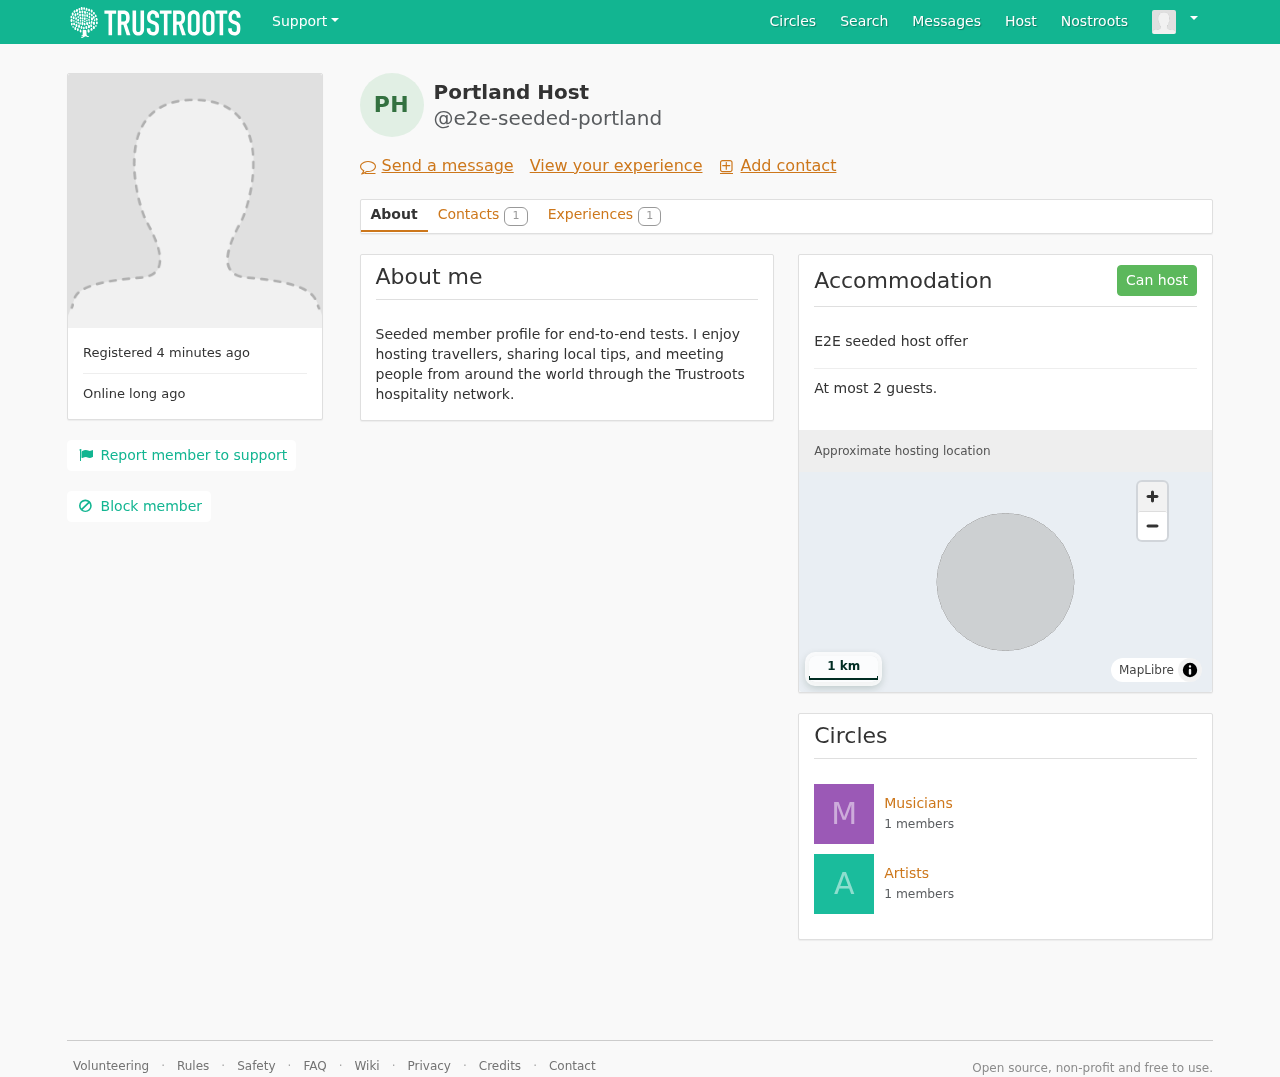 TRUSTROOTS
Support
Circles
Search
Messages
Host
Nostroots
PH
Portland Host
@e2e-seeded-portland
Send a message
View your experience
Add contact
About
Contacts 1
Experiences 1
Registered 4 minutes ago
Online long ago
Report member to support
Block member
About me
Seeded member profile for end-to-end tests. I enjoy
hosting travellers, sharing local tips, and meeting
people from around the world through the Trustroots
hospitality network.
Accommodation
Can host
E2E seeded host offer
At most 2 guests.
Approximate hosting location
1 km
MapLibre
Circles
M
Musicians
1 members
A
Artists
1 members
Volunteering · Rules · Safety · FAQ · Wiki · Privacy · Credits · Contact
Open source, non-profit and free to use.